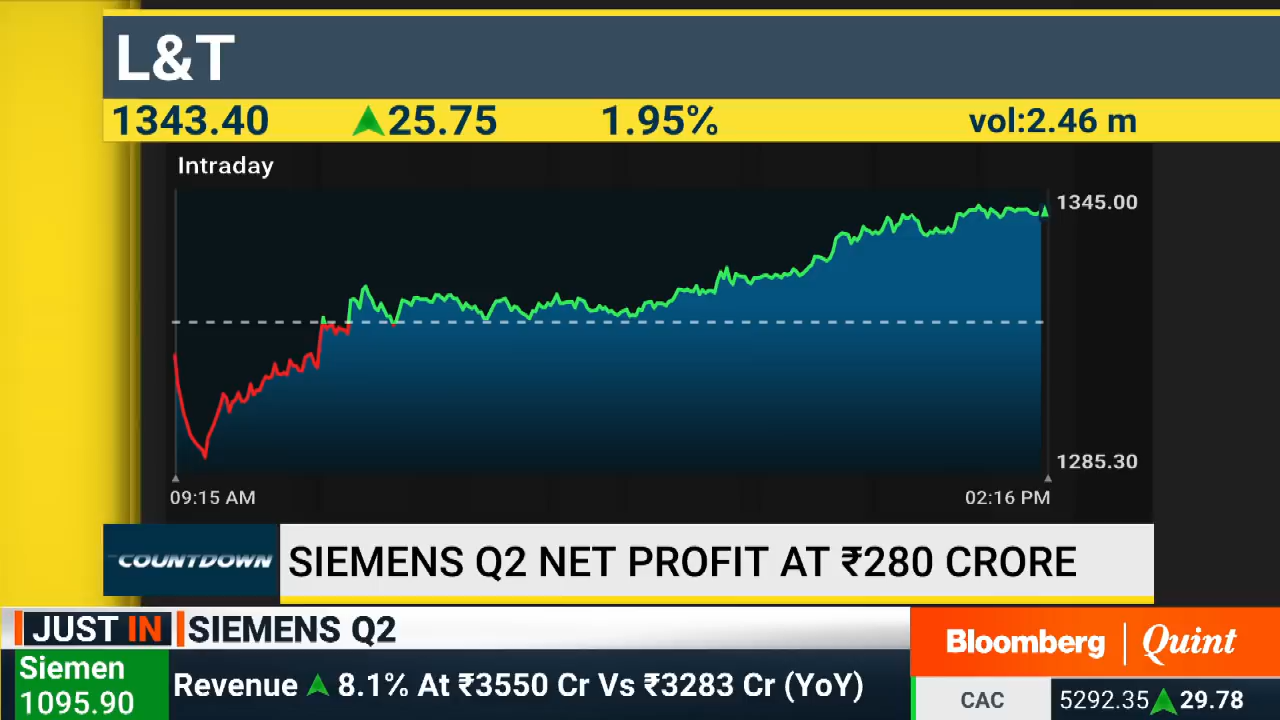 L&T
1343.40 25.75 1.95% vol:2.46 m
Intraday
1345.00
1285.30
09:15 AM 02:16 PM
COUNTDOWN
SIEMENS Q2 NET PROFIT AT ₹280 CRORE
JUST IN SIEMENS Q2
Siemen
1095.90
Revenue 8.1% At ₹3550 Cr Vs ₹3283 Cr (YoY)
Bloomberg | Quint
CAC 5292.35 29.78